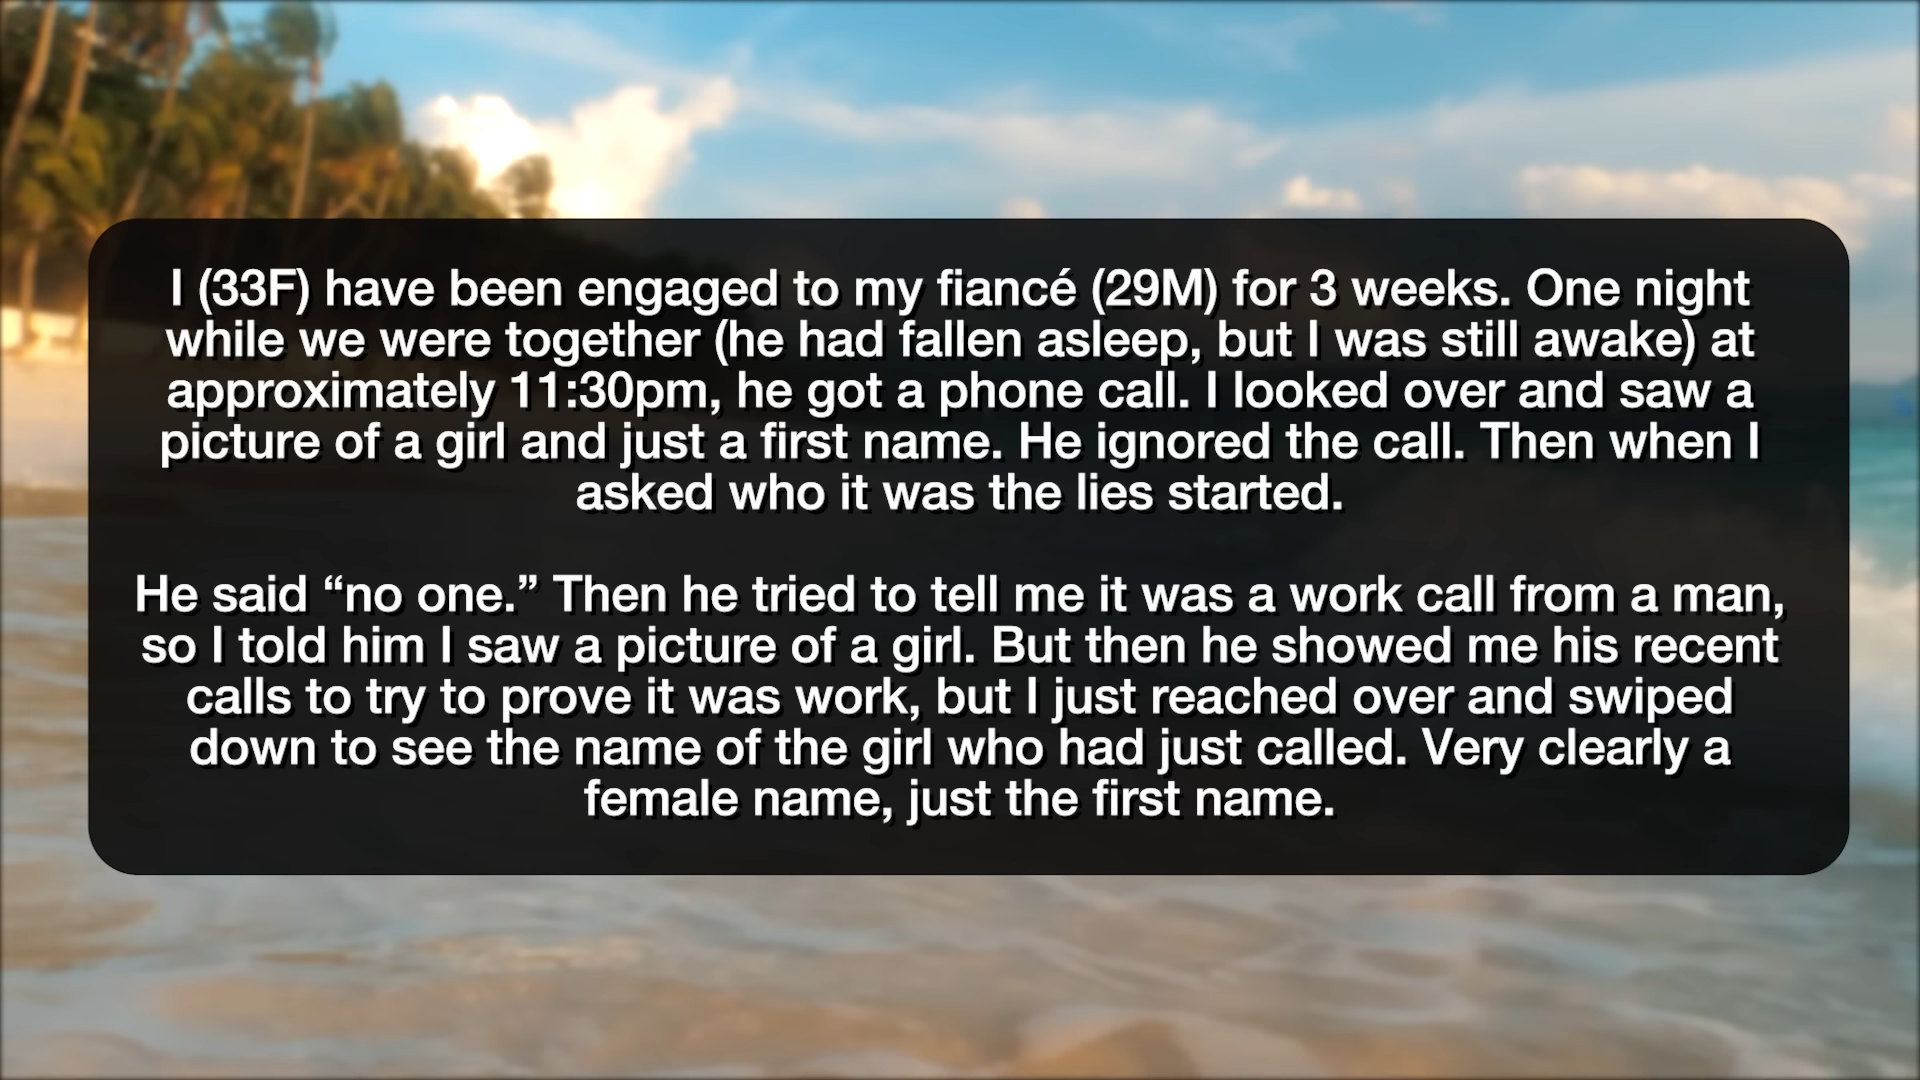 I (33F) have been engaged to my fiancé (29M) for 3 weeks. One night
while we were together (he had fallen asleep, but I was still awake) at
approximately 11:30pm, he got a phone call. I looked over and saw a
picture of a girl and just a first name. He ignored the call. Then when I
asked who it was the lies started.
He said “no one.” Then he tried to tell me it was a work call from a man,
so I told him I saw a picture of a girl. But then he showed me his recent
calls to try to prove it was work, but I just reached over and swiped
down to see the name of the girl who had just called. Very clearly a
female name, just the first name.